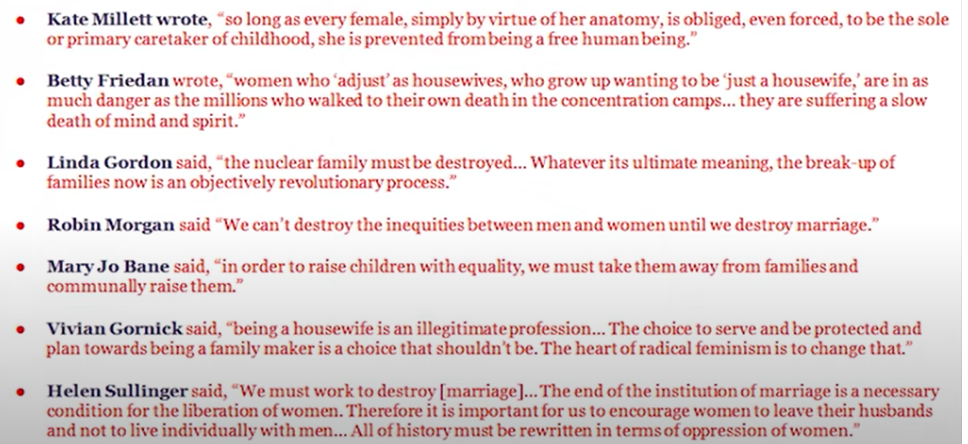 • Kate Millett wrote, “so long as every female, simply by virtue of her anatomy, is obliged, even forced, to be the sole
or primary caretaker of childhood, she is prevented from being a free human being.”
• Betty Friedan wrote, “women who ‘adjust’ as housewives, who grow up wanting to be ‘just a housewife,’ are in as
much danger as the millions who walked to their own death in the concentration camps... they are suffering a slow
death of mind and spirit.”
• Linda Gordon said, “the nuclear family must be destroyed... Whatever its ultimate meaning, the break-up of
families now is an objectively revolutionary process.”
• Robin Morgan said “We can’t destroy the inequities between men and women until we destroy marriage.”
• Mary Jo Bane said, “in order to raise children with equality, we must take them away from families and
communally raise them.”
• Vivian Gornick said, “being a housewife is an illegitimate profession... The choice to serve and be protected and
plan towards being a family maker is a choice that shouldn’t be. The heart of radical feminism is to change that.”
• Helen Sullinger said, “We must work to destroy [marriage]... The end of the institution of marriage is a necessary
condition for the liberation of women. Therefore it is important for us to encourage women to leave their husbands
and not to live individually with men... All of history must be rewritten in terms of oppression of women.”